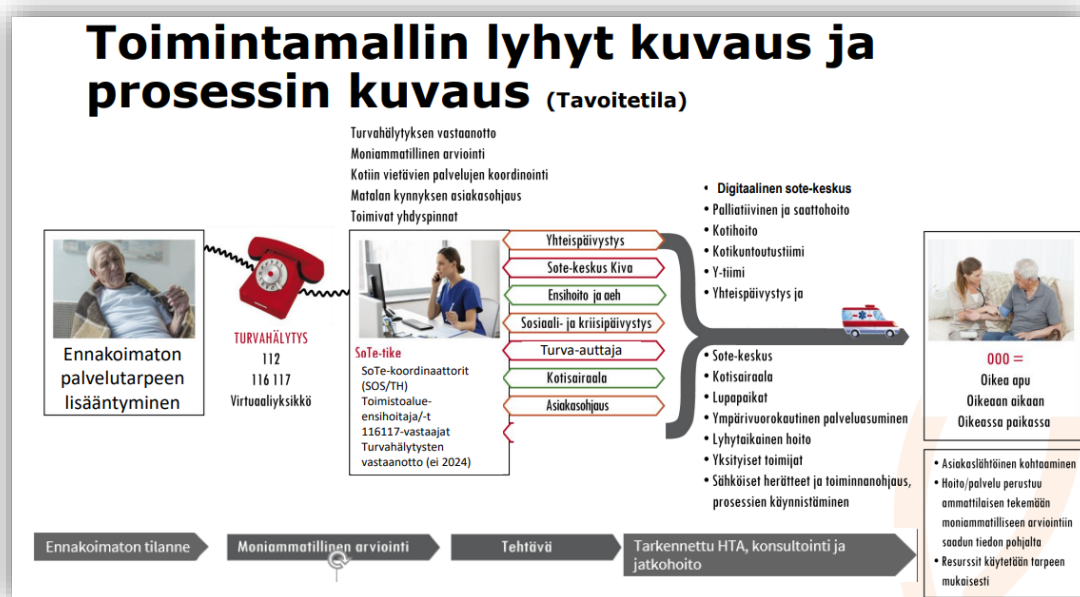 Toimintamallin lyhyt kuvaus ja
prosessin kuvaus (Tavoitetila)
Turvahälytyksen vastaanotto
Moniammatillinen arviointi
Kotiin vietävien palvelujen koordinointi
Matalan kynnyksen asiakasohjaus
Toimivat yhdyspinnat
Ennakoimaton
palvelutarpeen
lisääntyminen
TURVAHÄLYTYS
112
116 117
Virtuaaliyksikkö
SoTe-tike
SoTe-koordinaattorit
(SOS/TH)
Toimistoalue-
ensihoitaja/-t
116117-vastaajat
Turvahälytysten
vastaanotto (ei 2024)
Yhteispäivystys
Sote-keskus Kiva
Ensihoito ja aeh
Sosiaali- ja kriisipäivystys
Turva-auttaja
Kotisairaala
Asiakasohjaus
• Digitaalinen sote-keskus
• Palliatiivinen ja saattohoito
• Kotihoito
• Kotikuntoutustiimi
• Y-tiimi
• Yhteispäivystys ja
• Sote-keskus
• Kotisairaala
• Lupapaikat
• Ympärivuorokautinen palveluasuminen
• Lyhytaikainen hoito
• Yksityiset toimijat
• Sähköiset herätteet ja toiminnanohjaus,
prosessien käynnistäminen
OOO =
Oikea apu
Oikeaan aikaan
Oikeassa paikassa
• Asiakaslähtöinen kohtaaminen
• Hoito/palvelu perustuu
ammattilaisen tekemään
moniammatilliseen arviointiin
saadun tiedon pohjalta
• Resurssit käytetään tarpeen
mukaisesti
Ennakoimaton tilanne
Moniammatillinen arviointi
Tehtävä
Tarkennettu HTA, konsultointi ja
jatkohoito